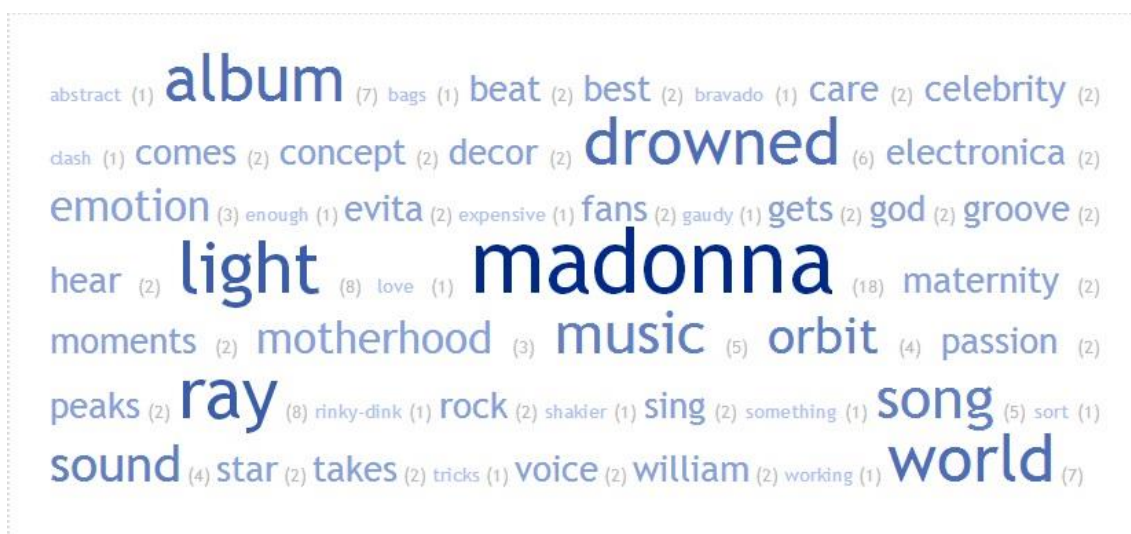 abstract (1) album (7) bags (1) beat (2) best (2) bravado (1) care (2) celebrity (2)
clash (1) comes (2) concept (2) decor (2) drowned (6) electronica (2)
emotion (3) enough (1) evita (2) expensive (1) fans (2) gaudy (1) gets (2) god (2) groove (2)
hear (2) light (8) love (1) madonna (18) maternity (2)
moments (2) motherhood (3) music (5) orbit (4) passion (2)
peaks (2) ray (8) rinky-dink (1) rock (2) shakier (1) sing (2) something (1) song (5) sort (1)
sound (4) star (2) takes (2) tricks (1) voice (2) william (2) working (1) world (7)